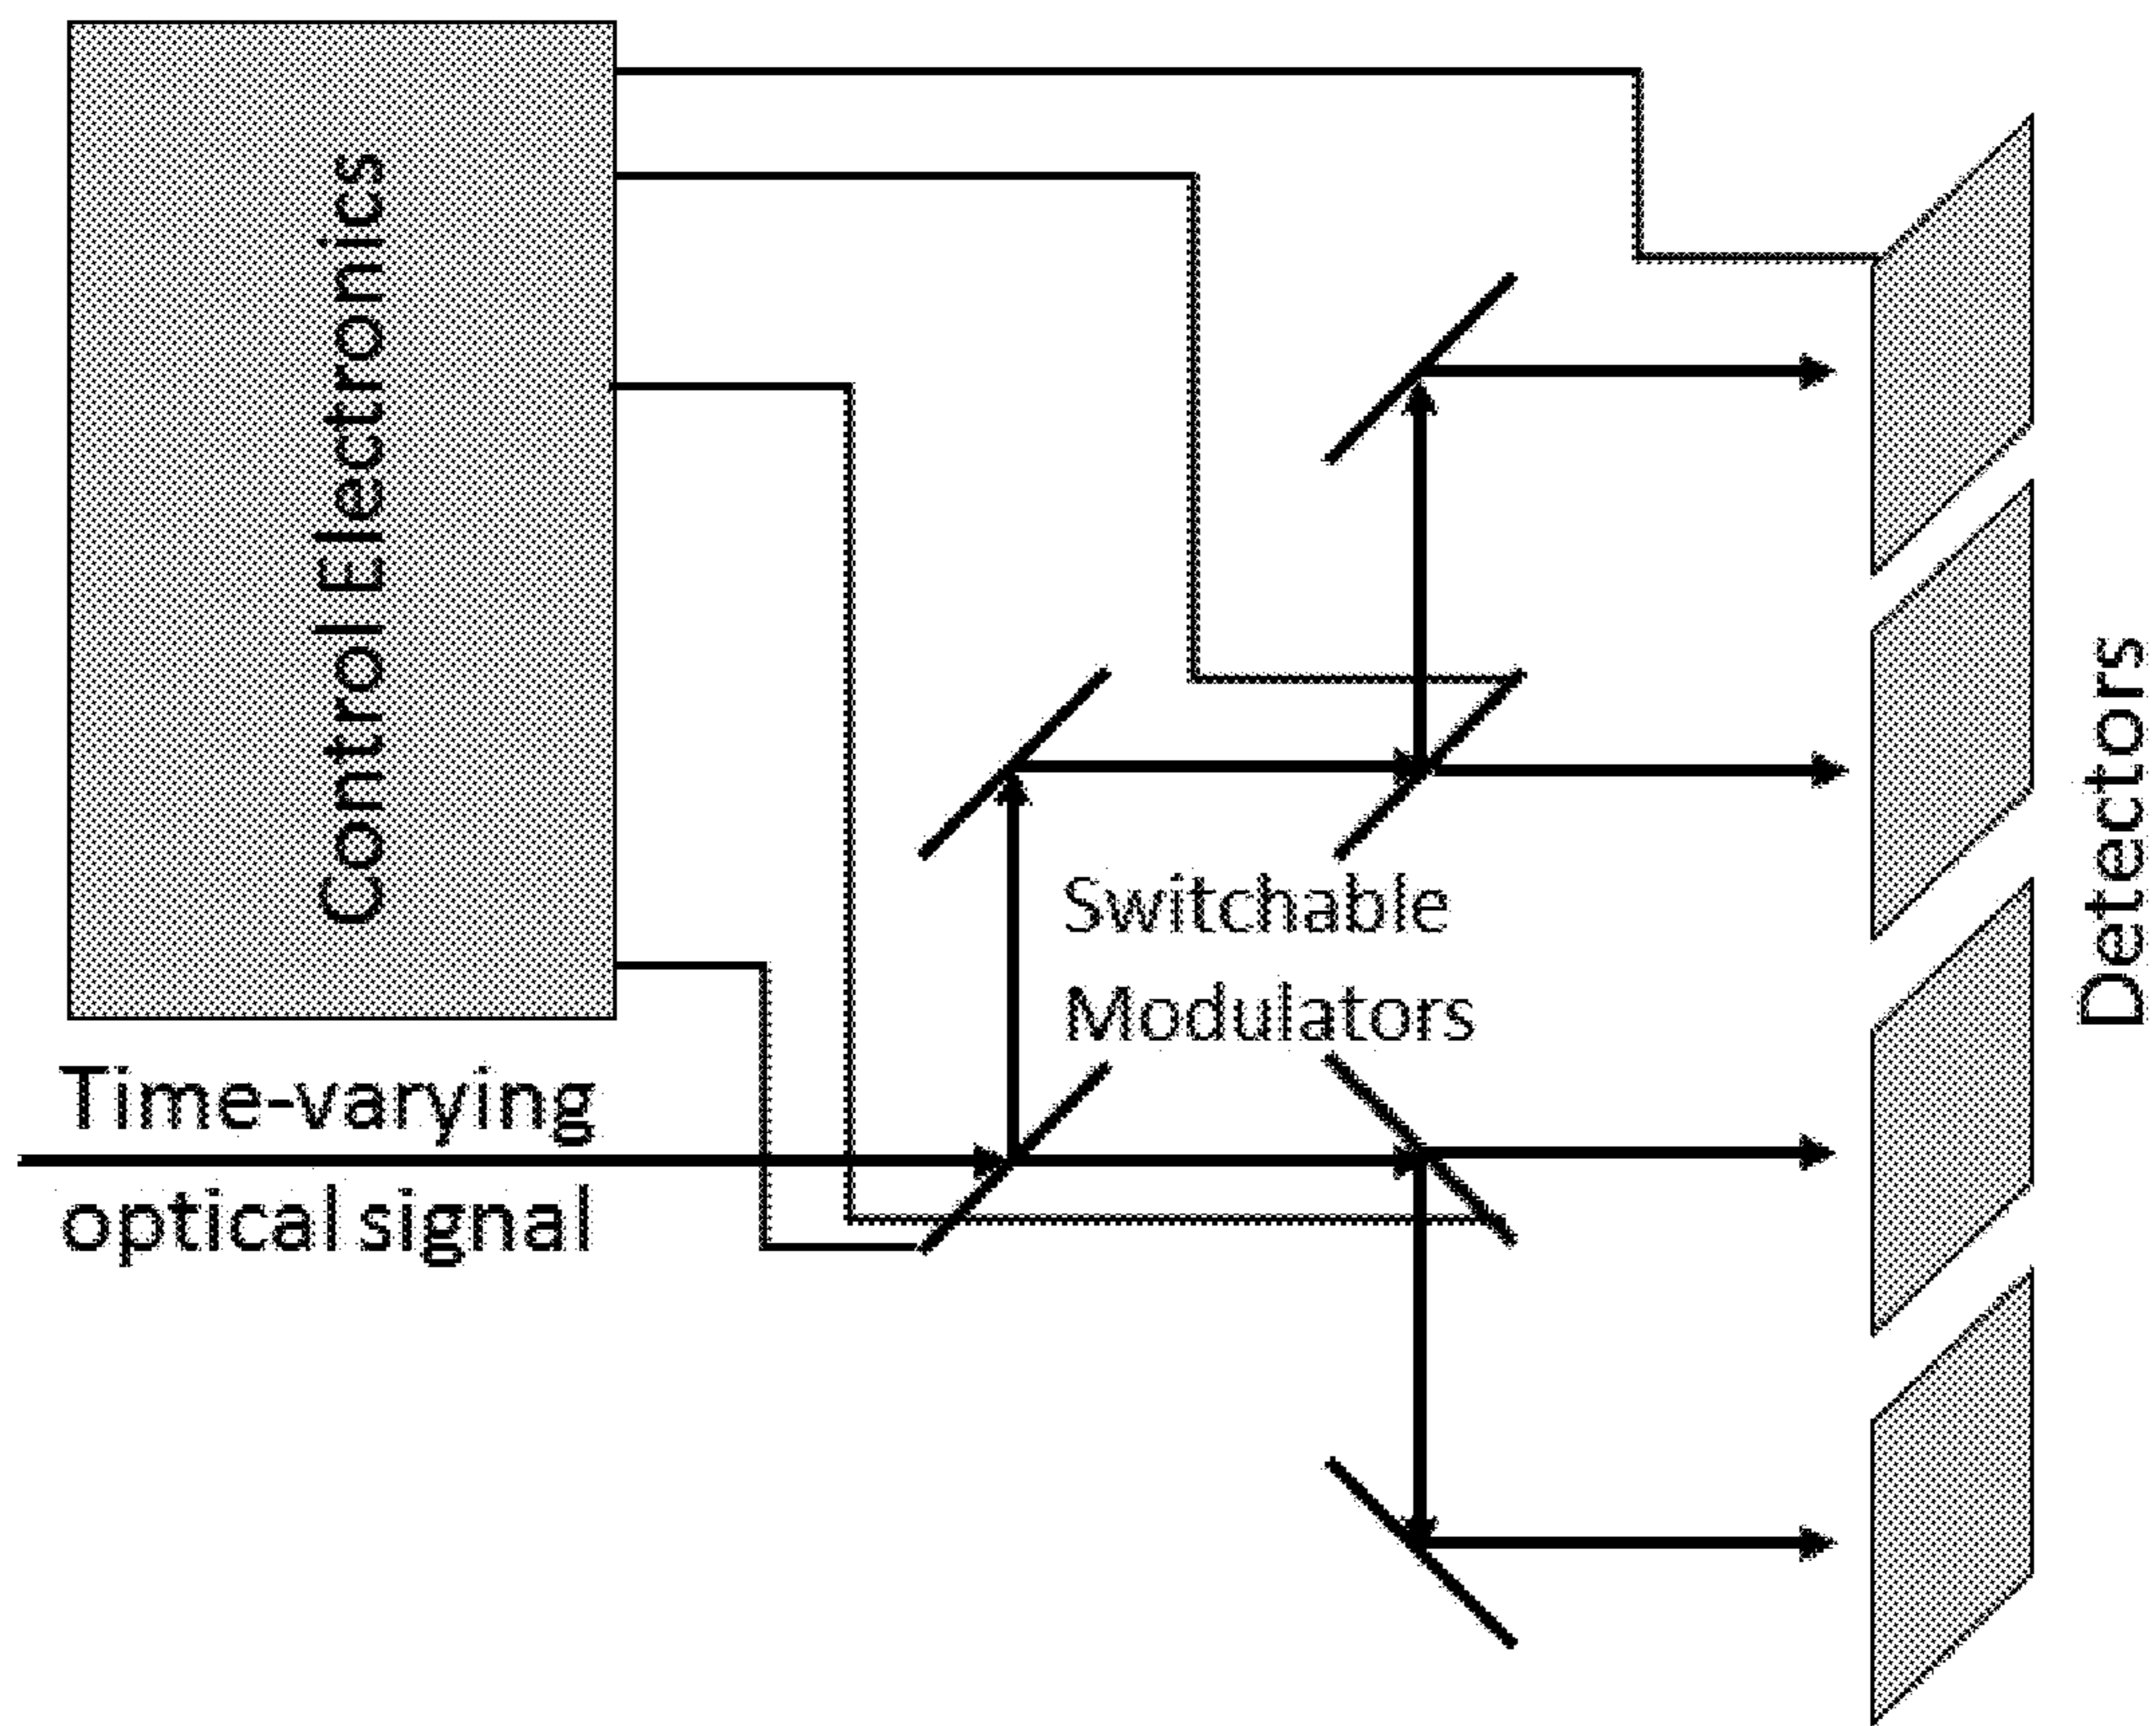 Control Electronics
Switchable
Modulators
Detectors
Time-varying
optical signal